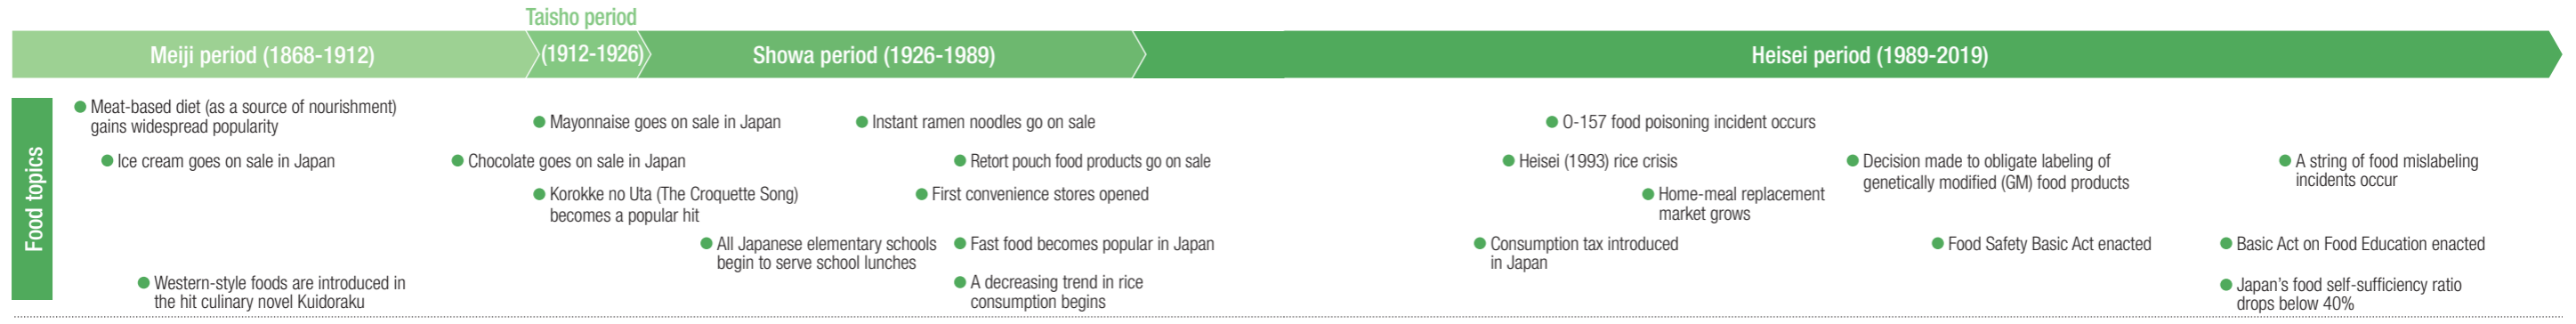 Taisho period
Meiji period (1868-1912)
(1912-1926)
Showa period (1926-1989)
Heisei period (1989-2019)
Food topics
Meat-based diet (as a source of nourishment)
gains widespread popularity
Ice cream goes on sale in Japan
Western-style foods are introduced in
the hit culinary novel Kuidoraku
Chocolate goes on sale in Japan
Mayonnaise goes on sale in Japan
Korokke no Uta (The Croquette Song)
becomes a popular hit
All Japanese elementary schools
begin to serve school lunches
Instant ramen noodles go on sale
Retort pouch food products go on sale
First convenience stores opened
Fast food becomes popular in Japan
A decreasing trend in rice
consumption begins
O-157 food poisoning incident occurs
Heisei (1993) rice crisis
Home-meal replacement
market grows
Consumption tax introduced
in Japan
Decision made to obligate labeling of
genetically modified (GM) food products
Food Safety Basic Act enacted
A string of food mislabeling
incidents occur
Basic Act on Food Education enacted
Japan's food self-sufficiency ratio
drops below 40%